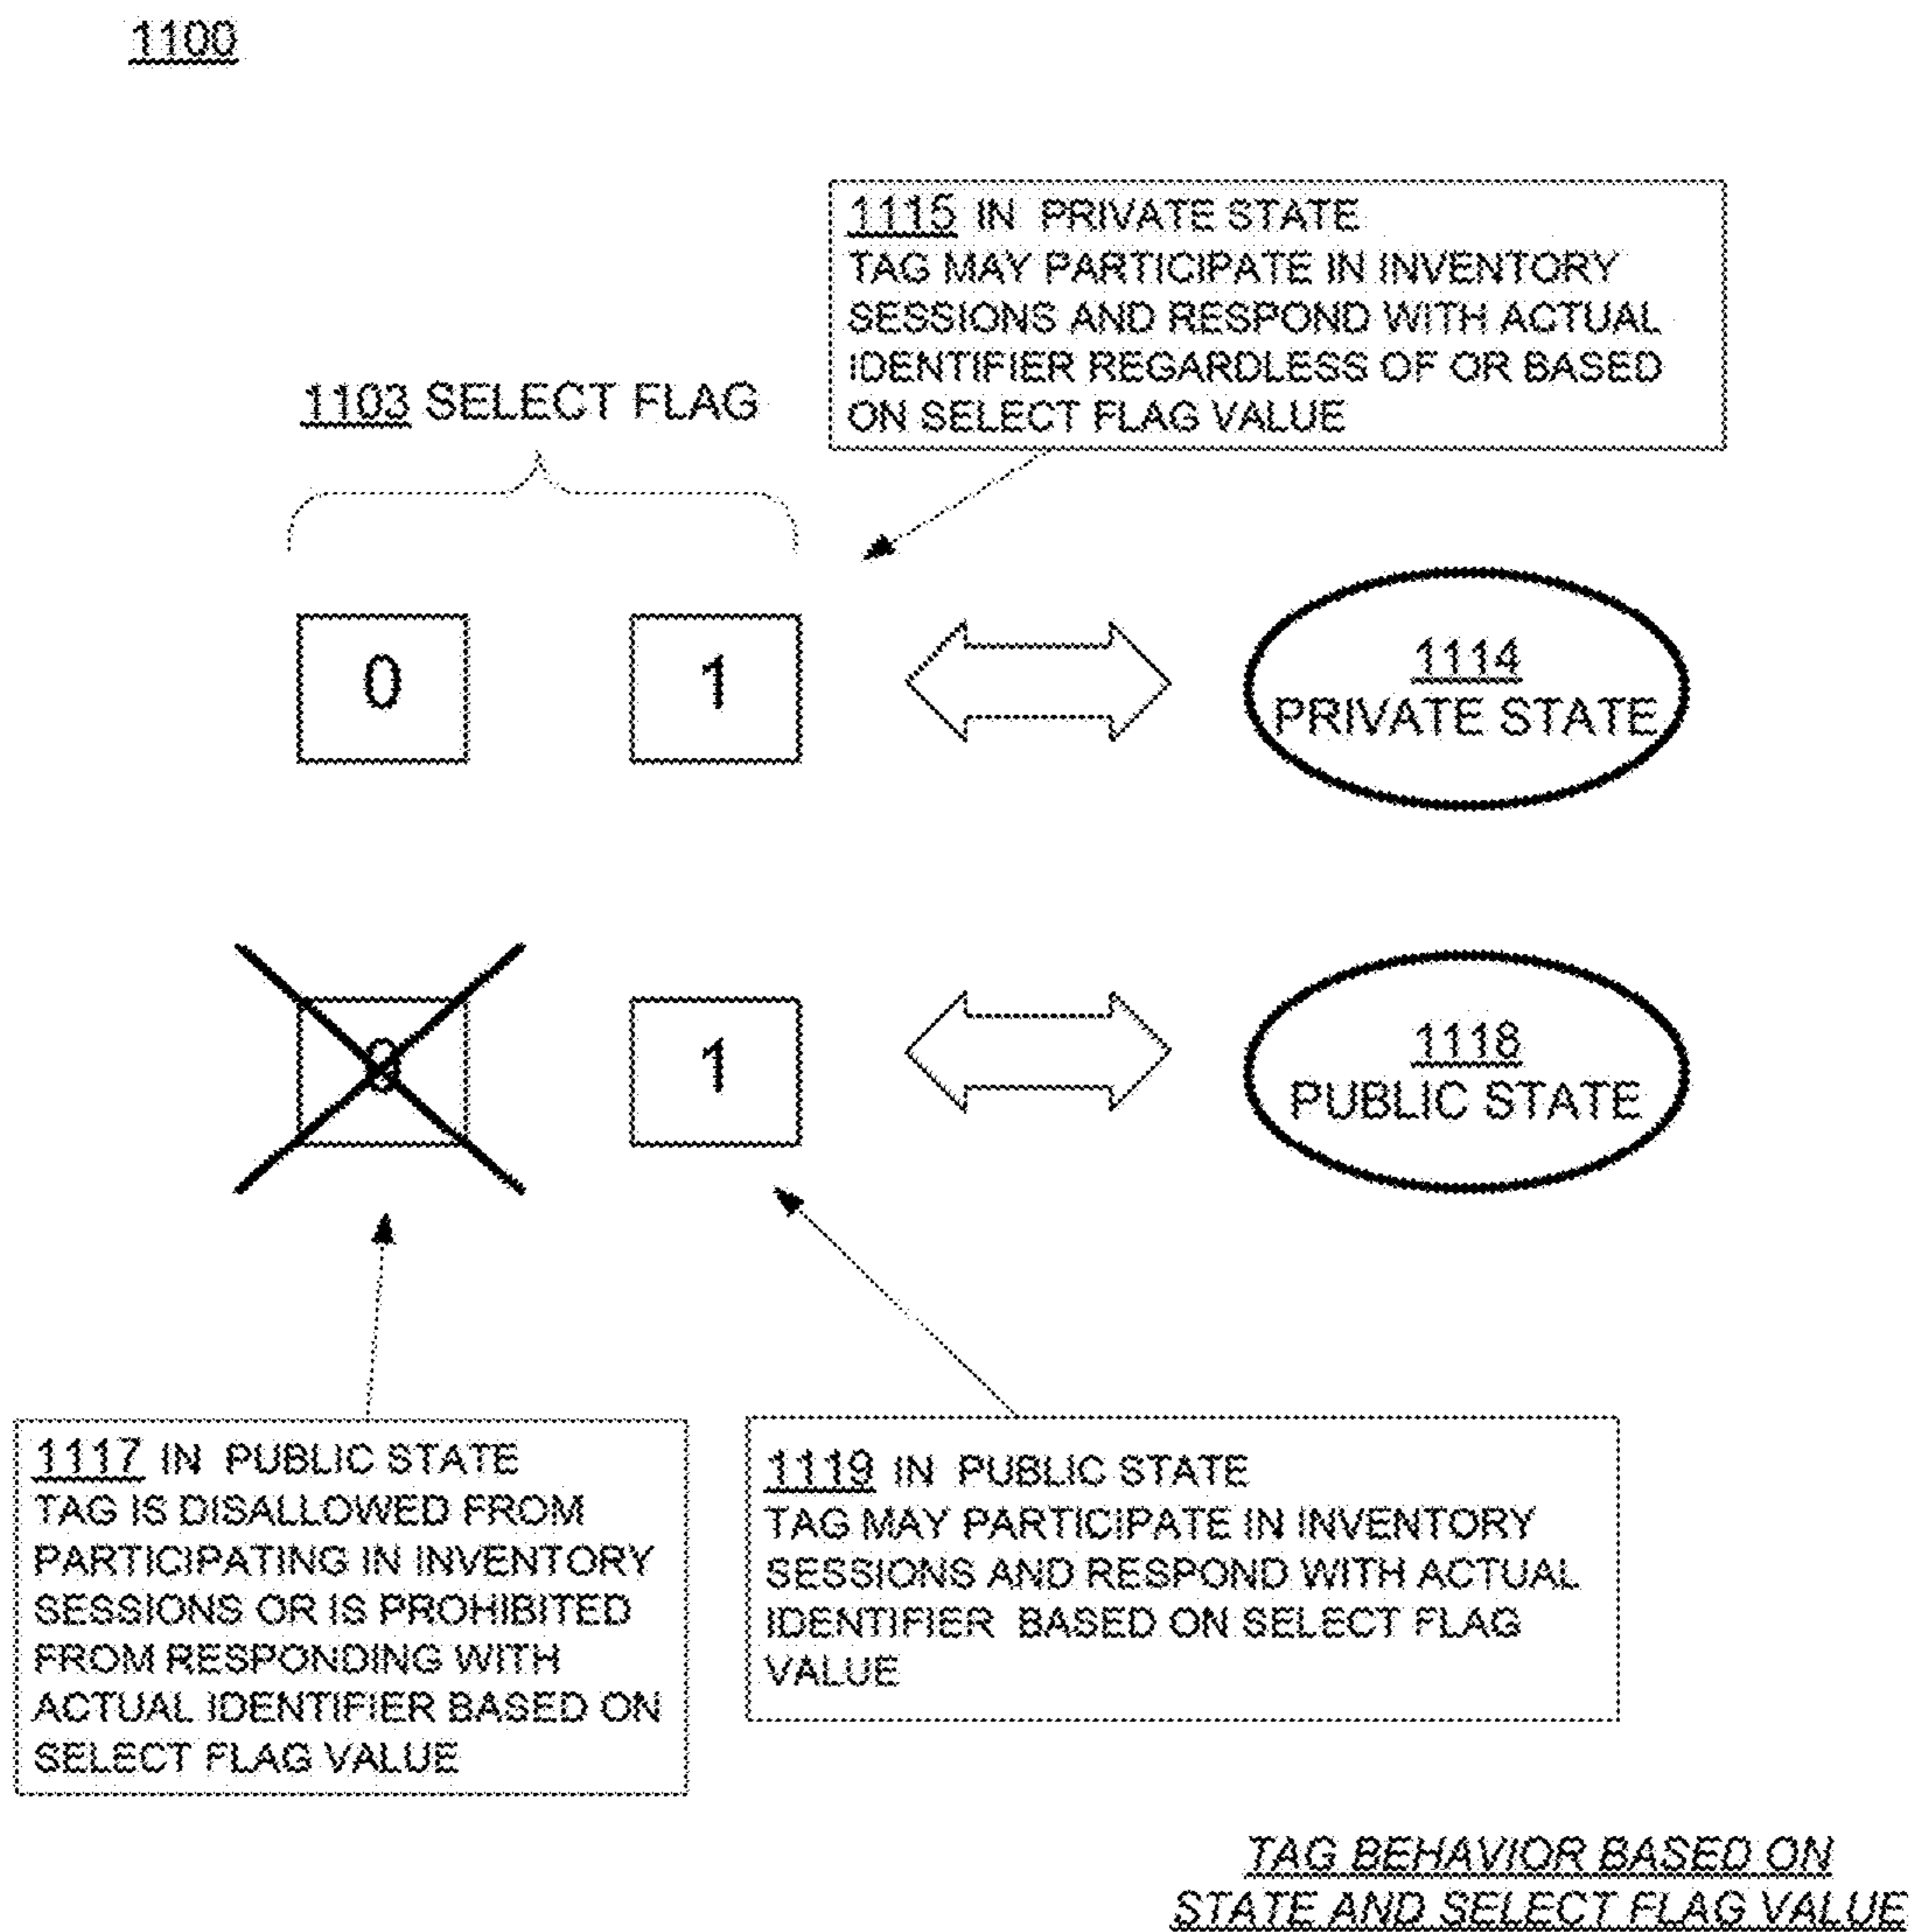 1100
1115 IN PRIVATE STATE
TAG MAY PARTICIPATE IN INVENTORY
SESSIONS AND RESPOND WITH ACTUAL
IDENTIFIER REGARDLESS OF OR BASED
ON SELECT FLAG VALUE
1103 SELECT FLAG
0
1
1114
PRIVATE STATE
0
1
1118
PUBLIC STATE
1117 IN PUBLIC STATE
TAG IS DISALLOWED FROM
PARTICIPATING IN INVENTORY
SESSIONS OR IS PROHIBITED
FROM RESPONDING WITH
ACTUAL IDENTIFIER BASED ON
SELECT FLAG VALUE
1119 IN PUBLIC STATE
TAG MAY PARTICIPATE IN INVENTORY
SESSIONS AND RESPOND WITH ACTUAL
IDENTIFIER BASED ON SELECT FLAG
VALUE
TAG BEHAVIOR BASED ON
STATE AND SELECT FLAG VALUE